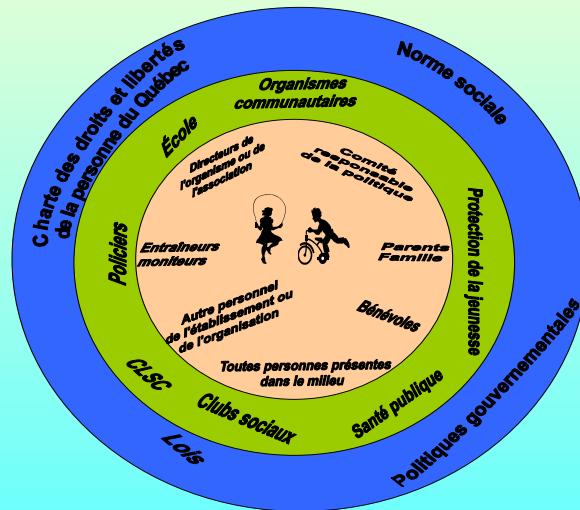 Charte des droits et libertés
de la personne du Québec
Norme sociale
Politiques gouvernementales
Lois
Organismes
communautaires
École
Policiers
CLSC
Clubs sociaux
Santé publique
Protection de la jeunesse
Directeurs de
l'organisme ou de
l'association
Comité
responsable
de la politique
Entraîneurs
moniteurs
Parents
Famille
Autre personnel
de l'établissement ou
de l'organisation
Bénévoles
Toutes personnes présentes
dans le milieu